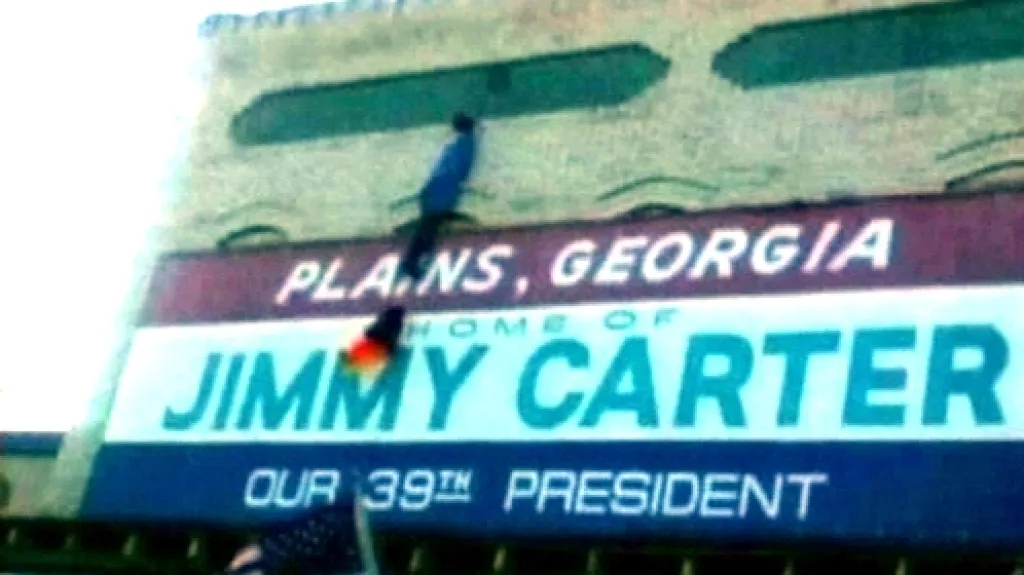 PLAINS, GEORGIA
HOME OF
JIMMY CARTER
OUR 39TH PRESIDENT